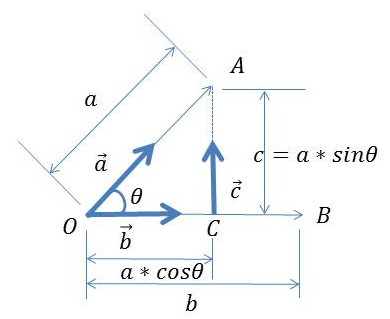 A
a
a⃗
c = a * sinθ
θ
c⃗
O
b⃗
C
B
a * cosθ
b